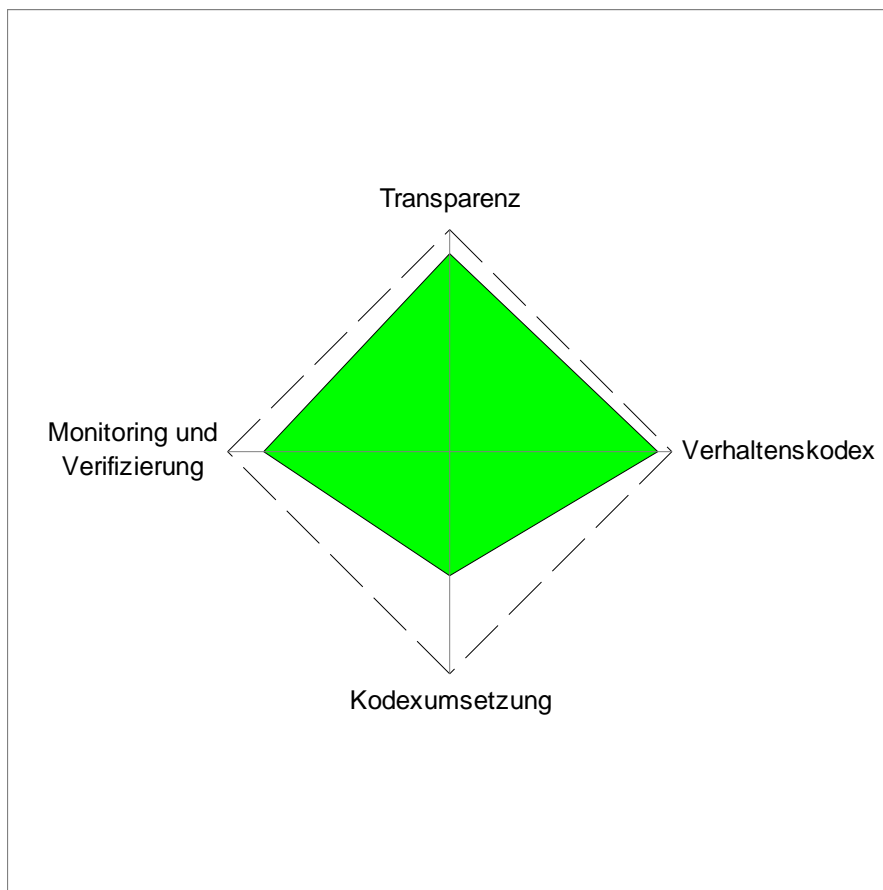 Transparenz
Monitoring und
Verifizierung
Verhaltenskodex
Kodexumsetzung